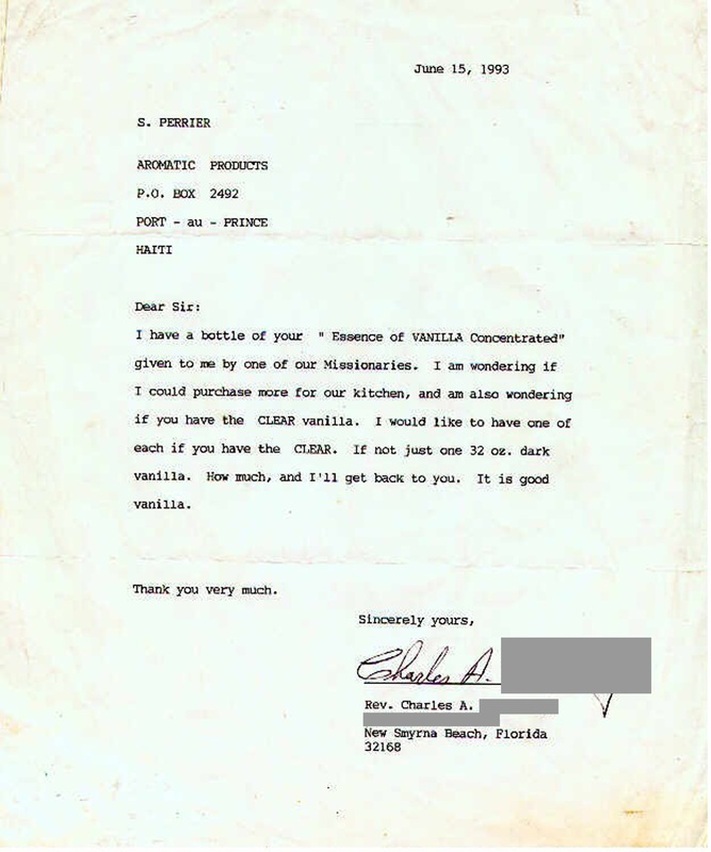 June 15, 1993
S. PERRIER
AROMATIC PRODUCTS
P.O. BOX 2492
PORT - au - PRINCE
HAITI
Dear Sir:
I have a bottle of your " Essence of VANILLA Concentrated"
given to me by one of our Missionaries. I am wondering if
I could purchase more for our kitchen, and am also wondering
if you have the CLEAR vanilla. I would like to have one of
each if you have the CLEAR. If not just one 32 oz. dark
vanilla. How much, and I'll get back to you. It is good
vanilla.
Thank you very much.
Sincerely yours,
Charles A.
Rev. Charles A.
New Smyrna Beach, Florida
32168